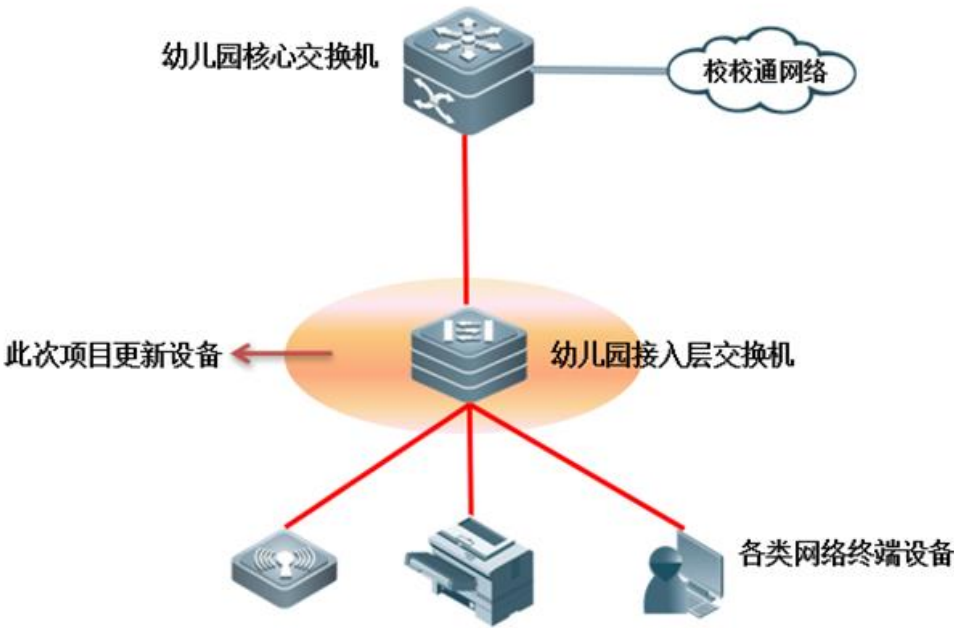 幼儿园核心交换机
校校通网络
此次项目更新设备
幼儿园接入层交换机
各类网络终端设备